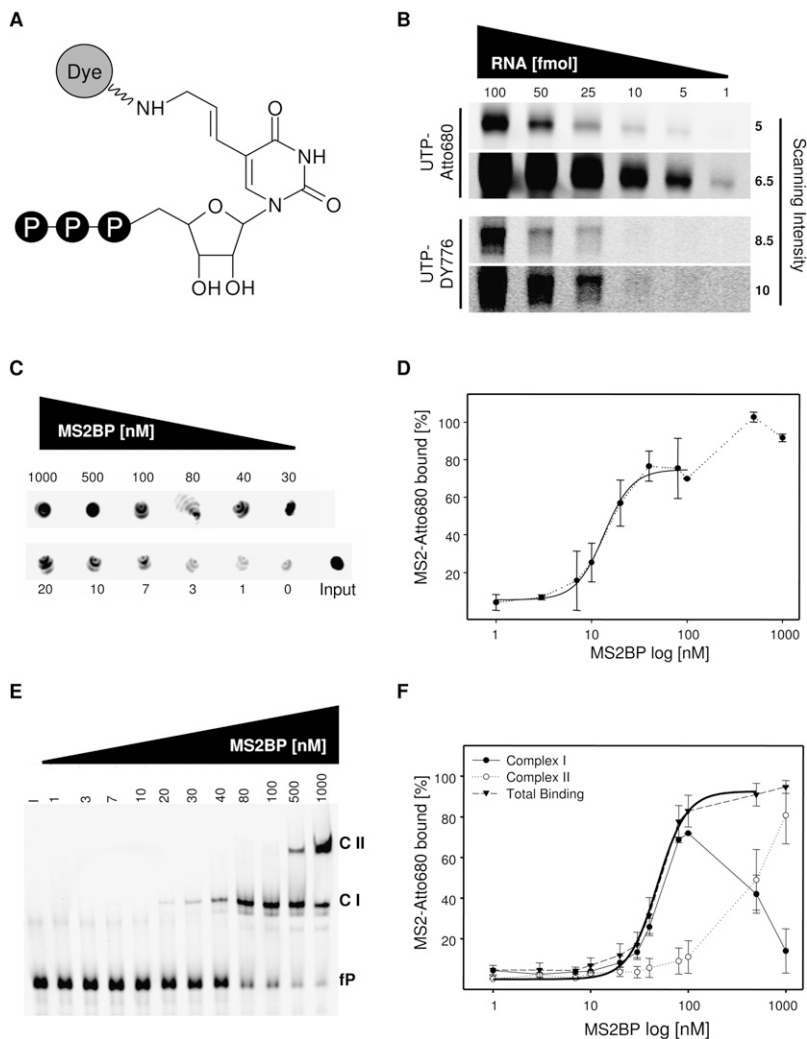 A
Dye
NH
O
NH
N
O
P P P
O
OH OH
B
RNA [fmol]
100 50 25 10 5 1
UTP-
Atto680
5
6.5
UTP-
DY776
8.5
10
Scanning Intensity
C
MS2BP [nM]
1000 500 100 80 40 30
20 10 7 3 1 0 Input
D
MS2-Atto680 bound [%]
100
80
60
40
20
1 10 100 1000
MS2BP log [nM]
E
MS2BP [nM]
I 1 3 7 10 20 30 40 80 100 500 1000
C II
C I
fP
F
Complex I
Complex II
Total Binding
MS2-Atto680 bound [%]
100
80
60
40
20
1 10 100 1000
MS2BP log [nM]